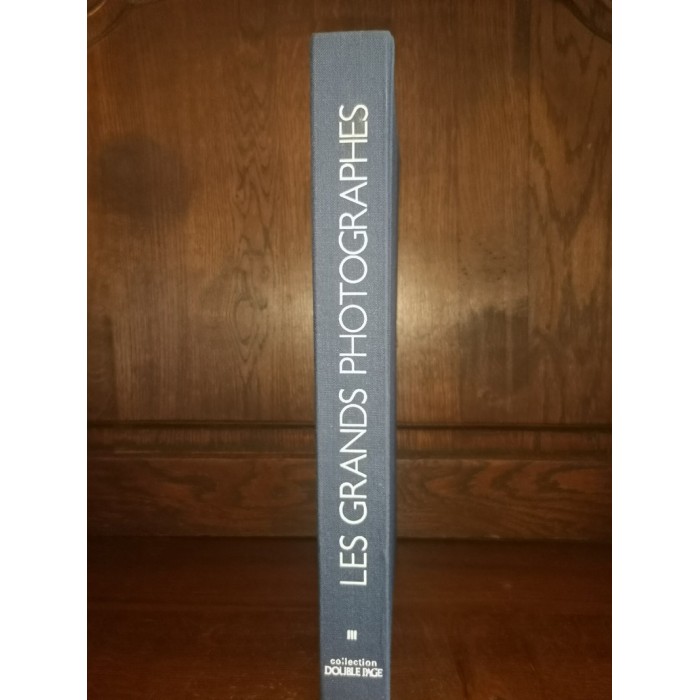 LES GRANDS PHOTOGRAPHES
III
collection
DOUBLE PAGE